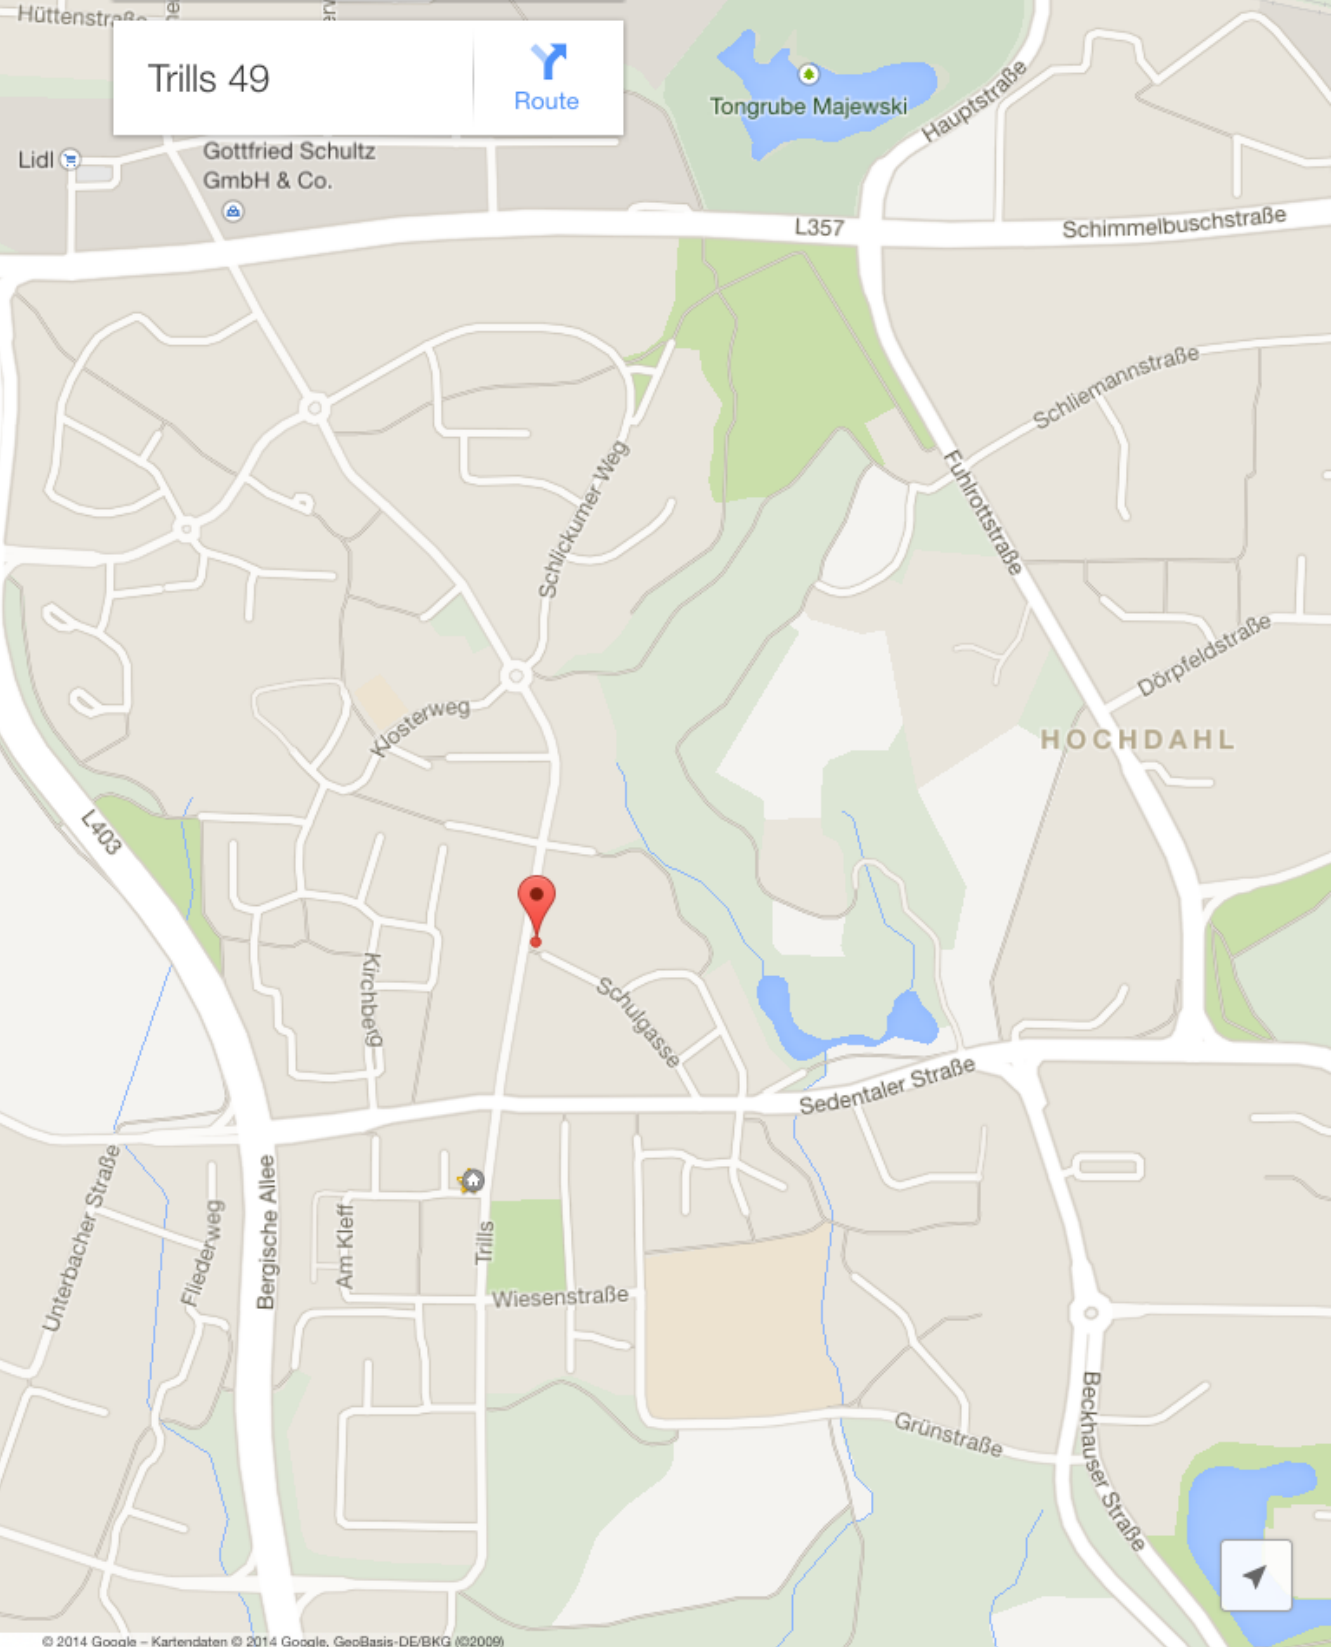 Hüttenstraße
Trills 49
Route
Tongrube Majewski
Hauptstraße
Lidl
Gottfried Schultz
GmbH & Co.
L357
Schimmelbuschstraße
Schliemannstraße
Schlickumer Weg
Fuhlrottstraße
Dörpfeldstraße
Klosterweg
HOCHDAHL
L403
Kirchberg
Schulgasse
Sedentaler Straße
Unterbacher Straße
Fliederweg
Bergische Allee
Am Kleff
Trills
Wiesenstraße
Grünstraße
Beckhauser Straße
© 2014 Google – Kartendaten © 2014 Google, GeoBasis-DE/BKG (©2009)